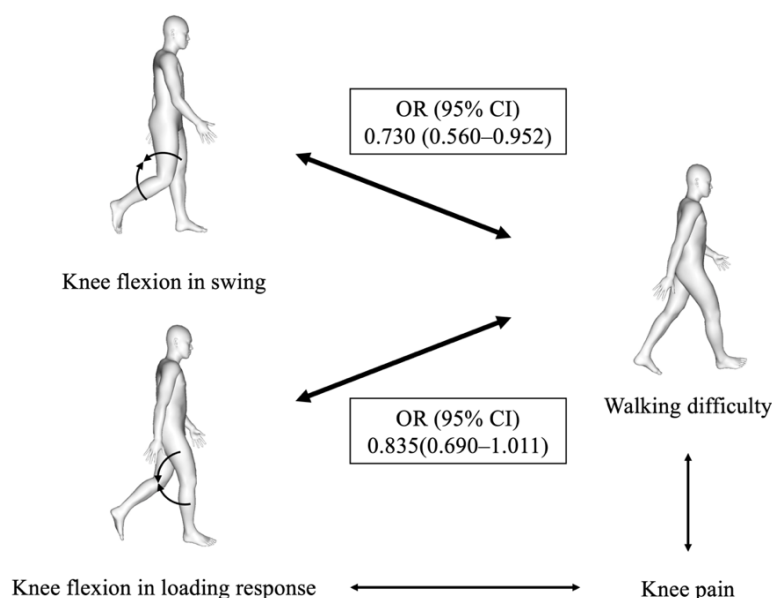 OR (95% CI)
0.730 (0.560–0.952)
Knee flexion in swing
Walking difficulty
OR (95% CI)
0.835(0.690–1.011)
Knee flexion in loading response
Knee pain